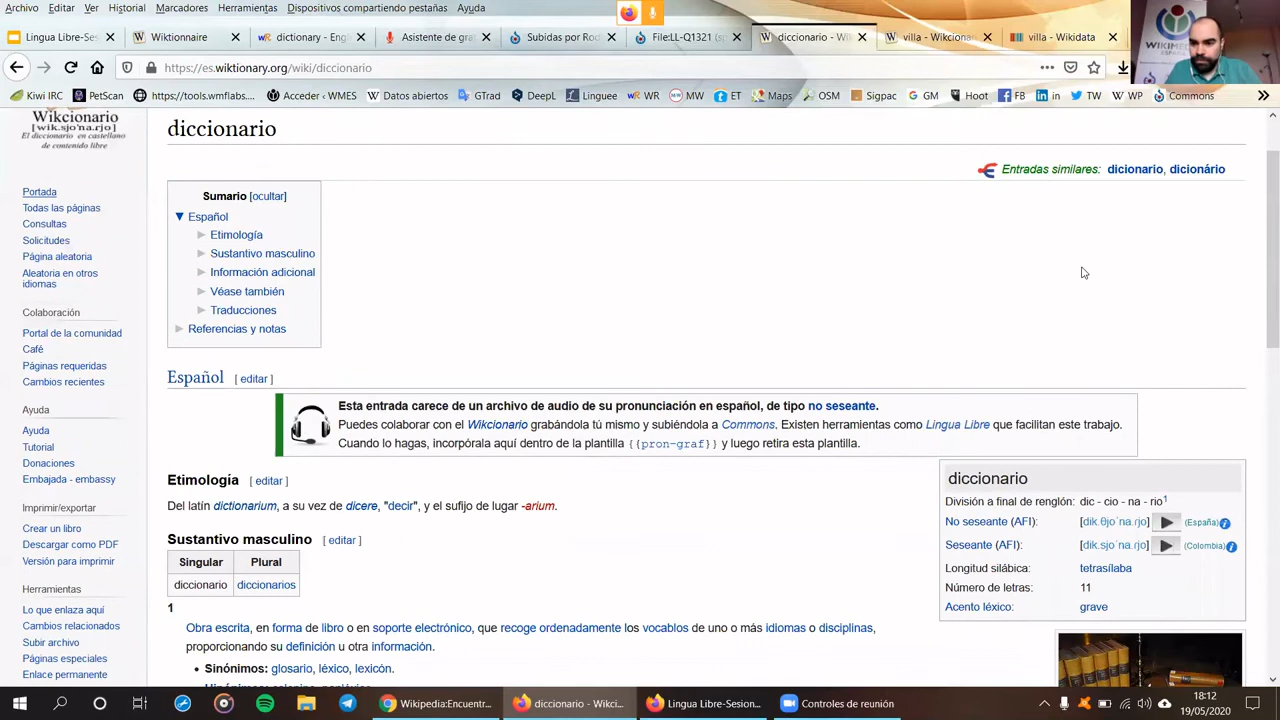 Archivo Editar Ver Historial Marcadores Herramientas Dispositivos compartiendo pestañas Ayuda
Lingua Libre-Ses Wiktionnaire dictionary - Eng Asistente de gra Subidas por Rod File:LL-Q1321 (s diccionario - Wi villa - Wikciona villa - Wikidata
https://es.wiktionary.org/wiki/diccionario
WIKIMEDIA
ESPAÑA
Kiwi IRC PetScan https://tools.wmflabs... Acceder ‹ WMES Datos abiertos GTrad DeepL Linguee WR MW ET Maps OSM Sigpac GM Hoot FB in TW WP Commons
Wikcionario
[wik.sjo'na.rjo]
El diccionario en castellano
de contenido libre
diccionario
Entradas similares: dicionario, dicionário
Portada
Todas las páginas
Consultas
Solicitudes
Página aleatoria
Aleatoria en otros
idiomas
Colaboración
Portal de la comunidad
Café
Páginas requeridas
Cambios recientes
Ayuda
Ayuda
Tutorial
Donaciones
Embajada - embassy
Imprimir/exportar
Crear un libro
Descargar como PDF
Versión para imprimir
Herramientas
Lo que enlaza aquí
Cambios relacionados
Subir archivo
Páginas especiales
Enlace permanente
Sumario [ocultar]
▼ Español
► Etimología
► Sustantivo masculino
► Información adicional
► Véase también
► Traducciones
► Referencias y notas
Español [ editar ]
Esta entrada carece de un archivo de audio de su pronunciación en español, de tipo no seseante.
Puedes colaborar con el Wikcionario grabándola tú mismo y subiéndola a Commons. Existen herramientas como Lingua Libre que facilitan este trabajo.
Cuando lo hagas, incorpórala aquí dentro de la plantilla {{pron-graf}} y luego retira esta plantilla.
Etimología [ editar ]
Del latín dictionarium, a su vez de dicere, "decir", y el sufijo de lugar -arium.
Sustantivo masculino [ editar ]
Singular Plural
diccionario diccionarios
1
Obra escrita, en forma de libro o en soporte electrónico, que recoge ordenadamente los vocablos de uno o más idiomas o disciplinas,
proporcionando su definición u otra información.
• Sinónimos: glosario, léxico, lexicón.
diccionario
División a final de renglón: dic - cio - na - rio1
No seseante (AFI): [dik.θjoˈna.ɾjo] (España)
Seseante (AFI): [dik.sjoˈna.ɾjo] (Colombia)
Longitud silábica: tetrasílaba
Número de letras: 11
Acento léxico: grave
Wikipedia:Encuentr... diccionario - Wikci... Lingua Libre-Sesion... Controles de reunión
18:12
19/05/2020